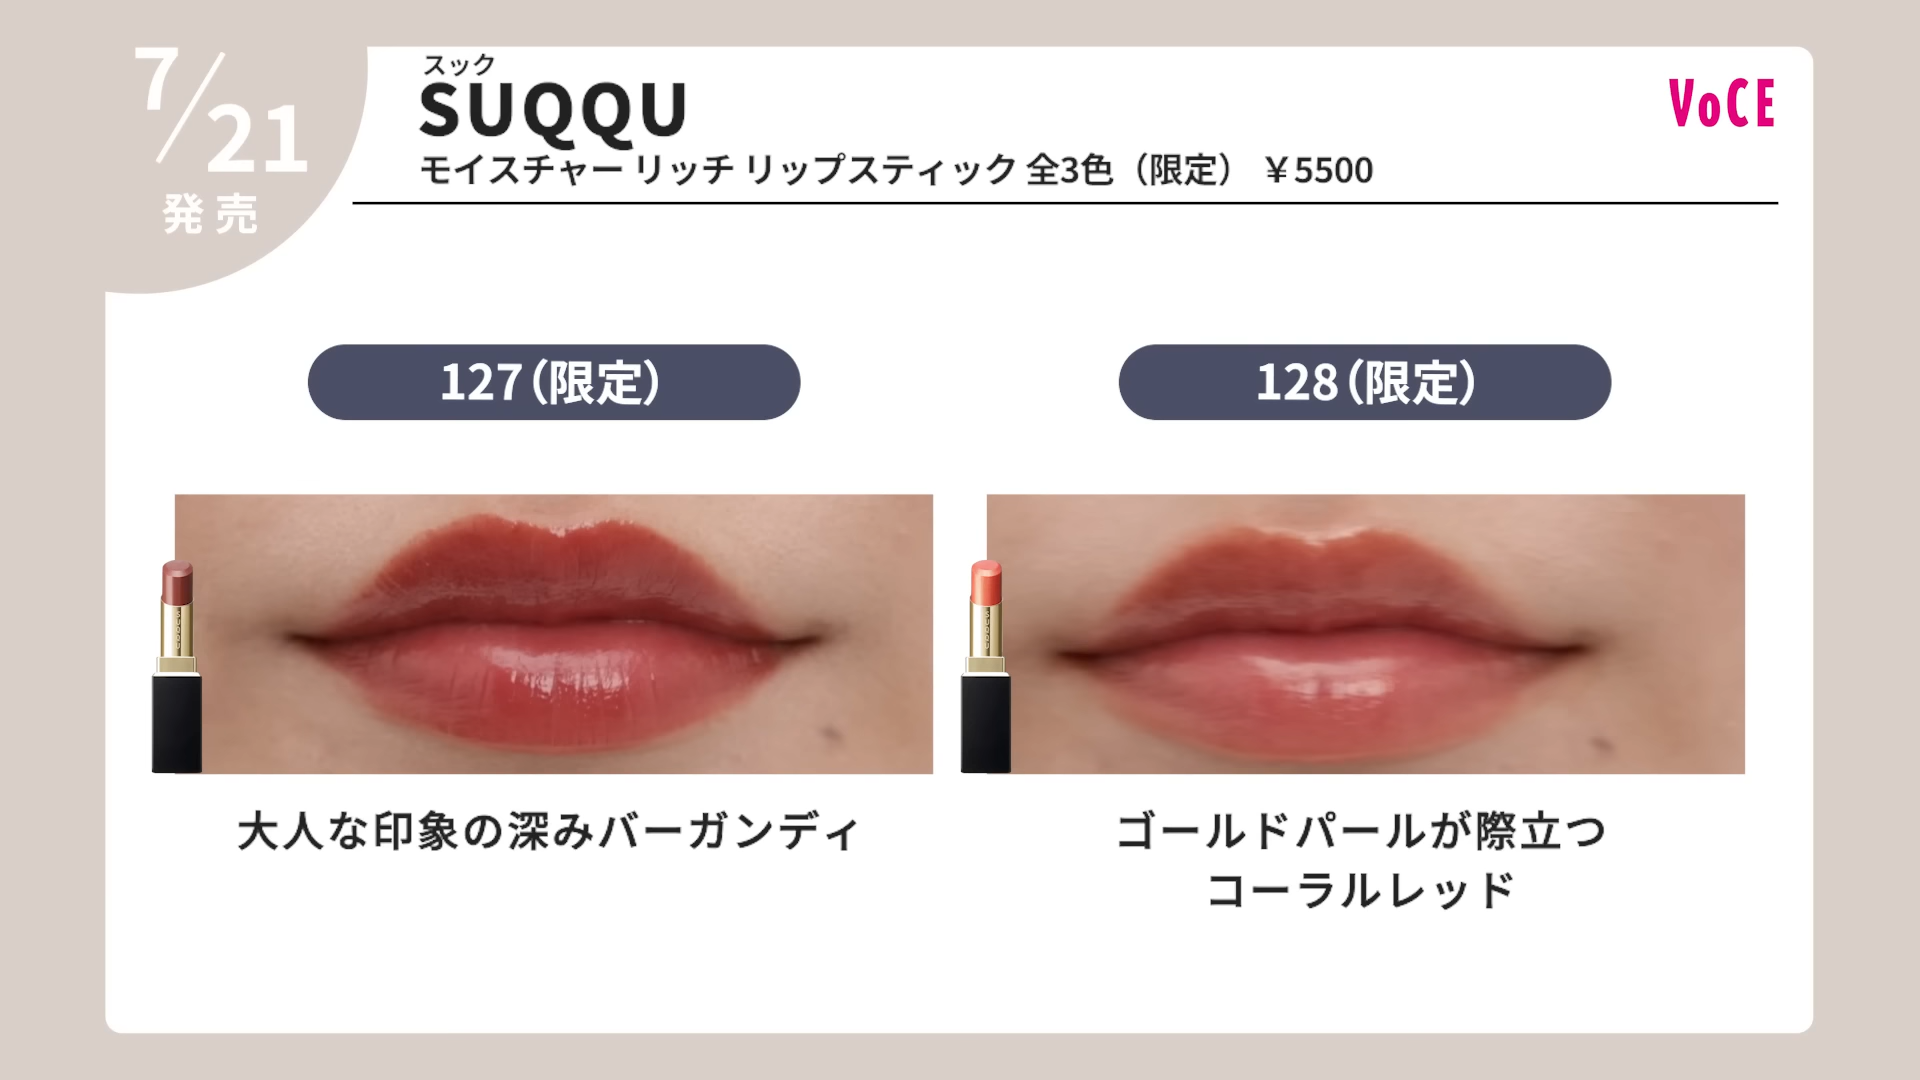 7/21
発売
スック
SUQQU
モイスチャー リッチ リップスティック 全3色（限定） ￥5500
VoCE
127（限定）
128（限定）
SUQQU
SUQQU
大人な印象の深みバーガンディ
ゴールドパールが際立つ
コーラルレッド